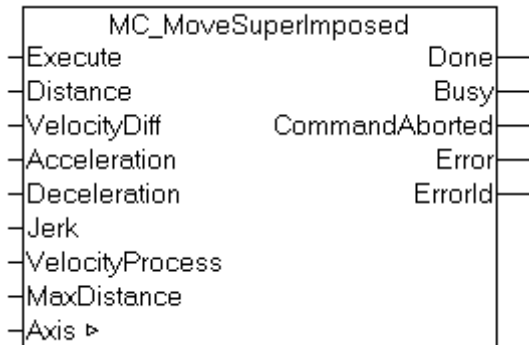 MC_MoveSuperImposed
Execute Done
Distance Busy
VelocityDiff CommandAborted
Acceleration Error
Deceleration ErrorId
Jerk
VelocityProcess
MaxDistance
Axis ▷